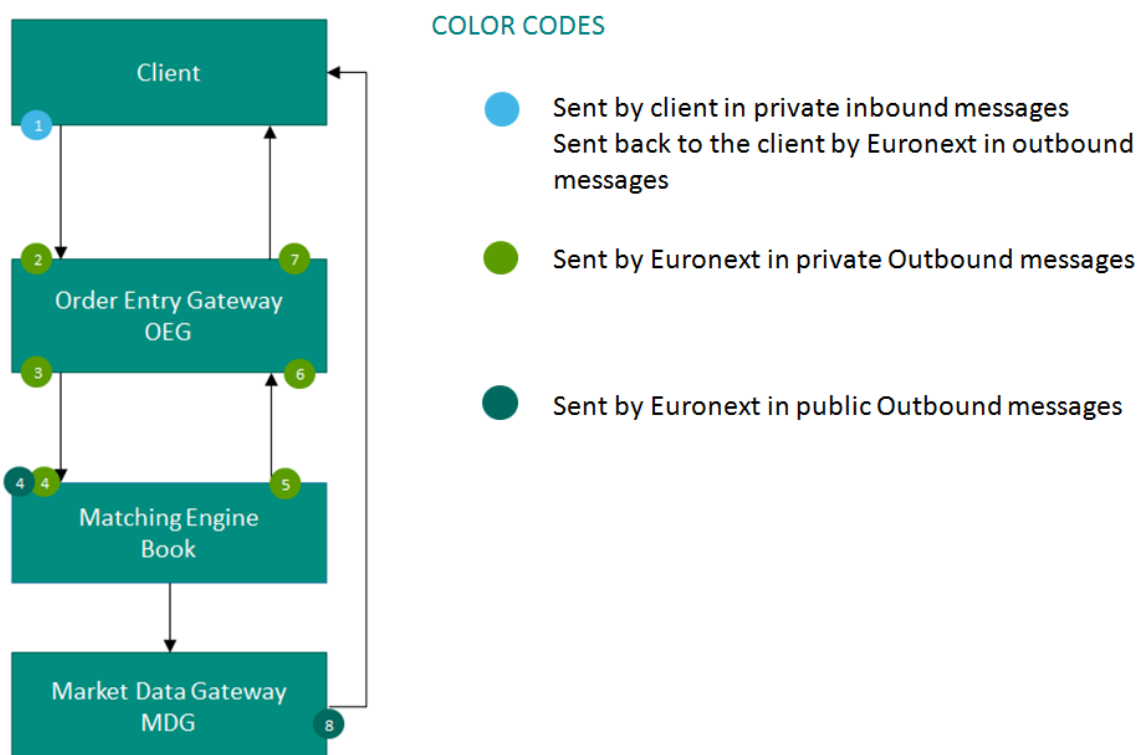 COLOR CODES
Client
1
Sent by client in private inbound messages
Sent back to the client by Euronext in outbound
messages
2
7
Sent by Euronext in private Outbound messages
Order Entry Gateway
OEG
3
6
Sent by Euronext in public Outbound messages
4
4
5
Matching Engine
Book
Market Data Gateway
MDG
8